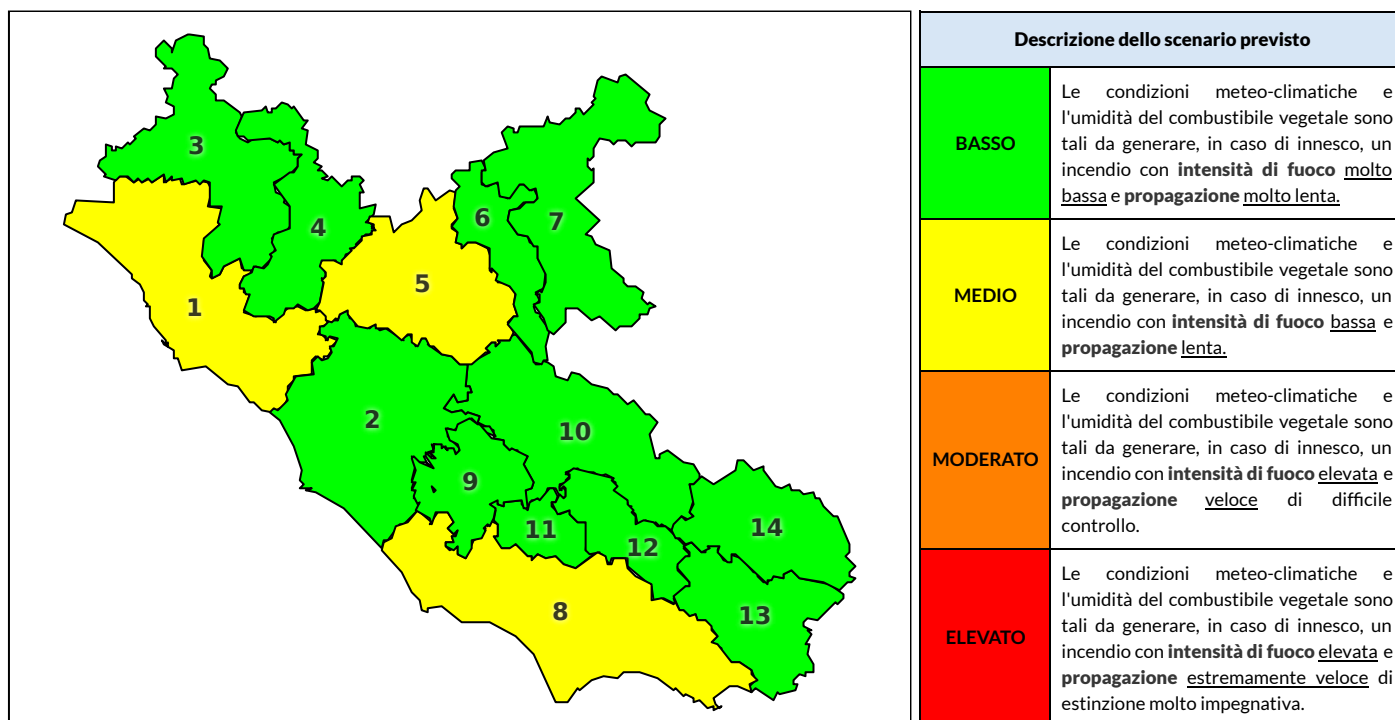 3
4
6
7
5
1
2
10
9
11
12
14
8
13
Descrizione dello scenario previsto
BASSO
Le condizioni meteo-climatiche e
l'umidità del combustibile vegetale sono
tali da generare, in caso di innesco, un
incendio con intensità di fuoco molto
bassa e propagazione molto lenta.
MEDIO
Le condizioni meteo-climatiche e
l'umidità del combustibile vegetale sono
tali da generare, in caso di innesco, un
incendio con intensità di fuoco bassa e
propagazione lenta.
MODERATO
Le condizioni meteo-climatiche e
l'umidità del combustibile vegetale sono
tali da generare, in caso di innesco, un
incendio con intensità di fuoco elevata e
propagazione veloce di difficile
controllo.
ELEVATO
Le condizioni meteo-climatiche e
l'umidità del combustibile vegetale sono
tali da generare, in caso di innesco, un
incendio con intensità di fuoco elevata e
propagazione estremamente veloce di
estinzione molto impegnativa.